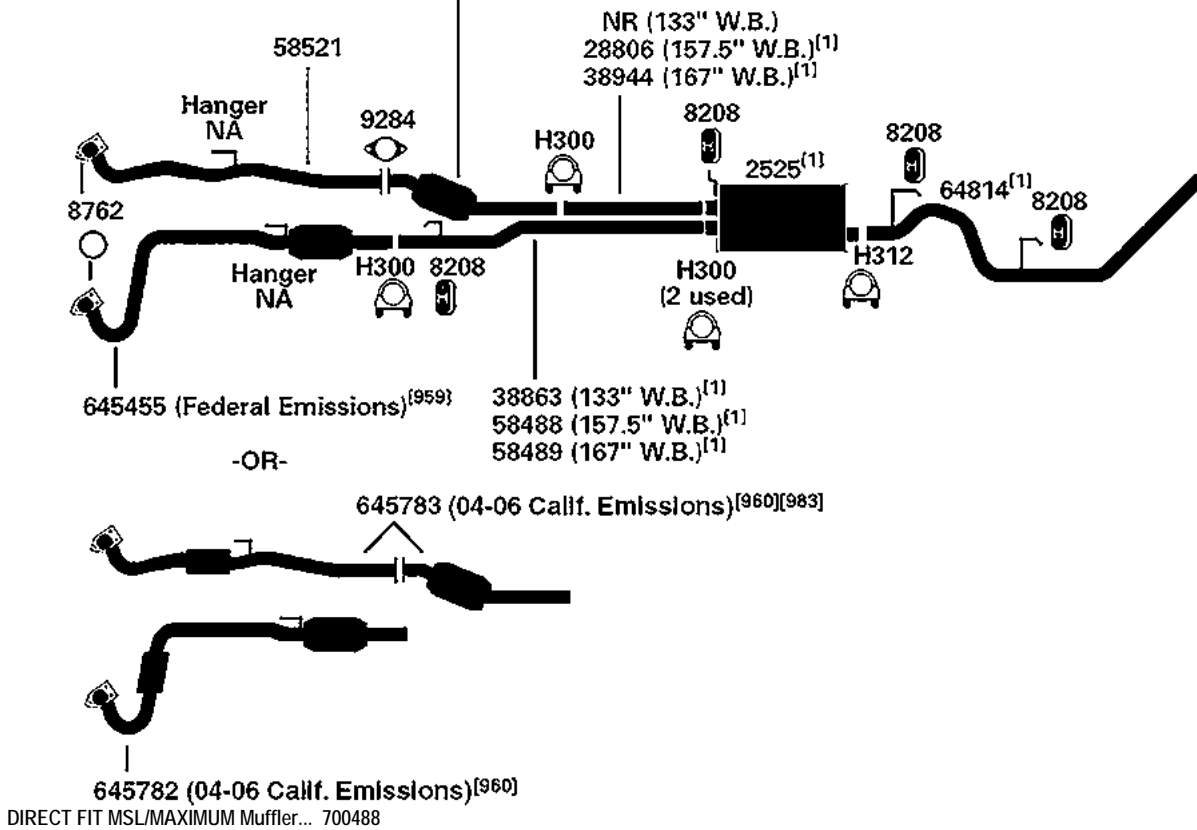 NR (133" W.B.)
28806 (157.5" W.B.)[1]
38944 (167" W.B.)[1]
58521
Hanger
NA
9284
H300
8208
8208
2525[1]
64814[1]
8208
8762
Hanger
NA
H300
8208
H300
(2 used)
H312
645455 (Federal Emissions)[959]
38863 (133" W.B.)[1]
58488 (157.5" W.B.)[1]
58489 (167" W.B.)[1]
-OR-
645783 (04-06 Calif. Emissions)[960][983]
645782 (04-06 Calif. Emissions)[960]
DIRECT FIT MSL/MAXIMUM Muffler... 700488